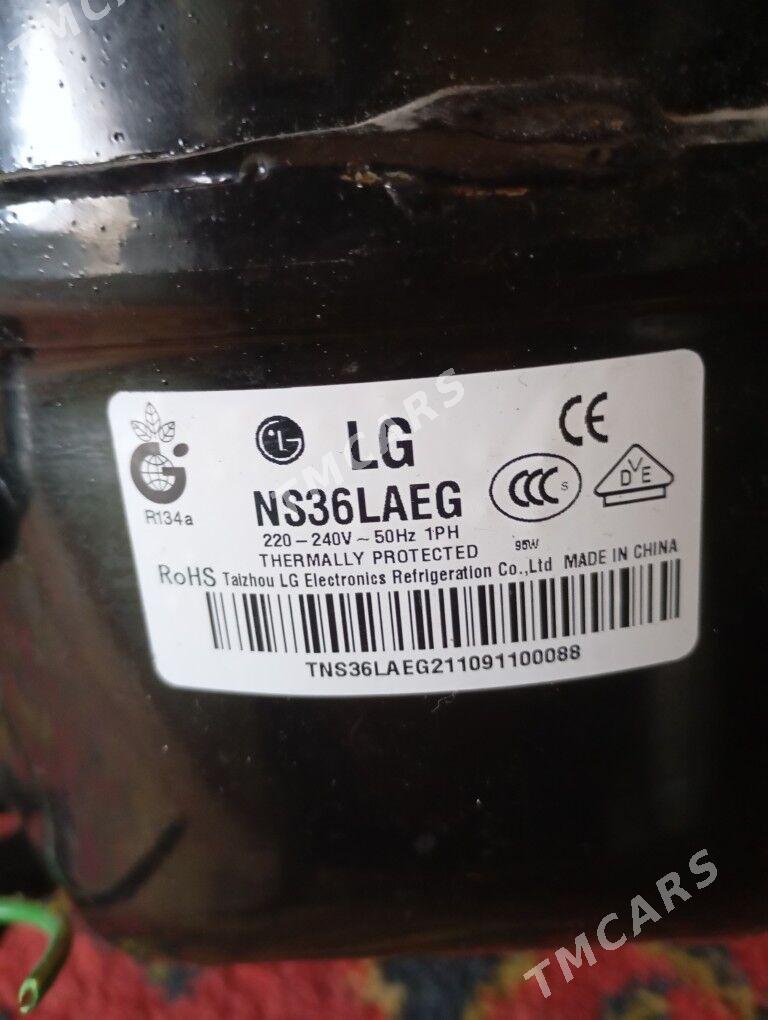 TMCARS
LG
CE
NS36LAEG
CCC S
DVE
R134a
220-240V~50Hz 1PH
THERMALLY PROTECTED 95W
RoHS Taizhou LG Electronics Refrigeration Co.,Ltd MADE IN CHINA
TNS36LAEG211091100088
TMCARS
TMCARS
TMCARS